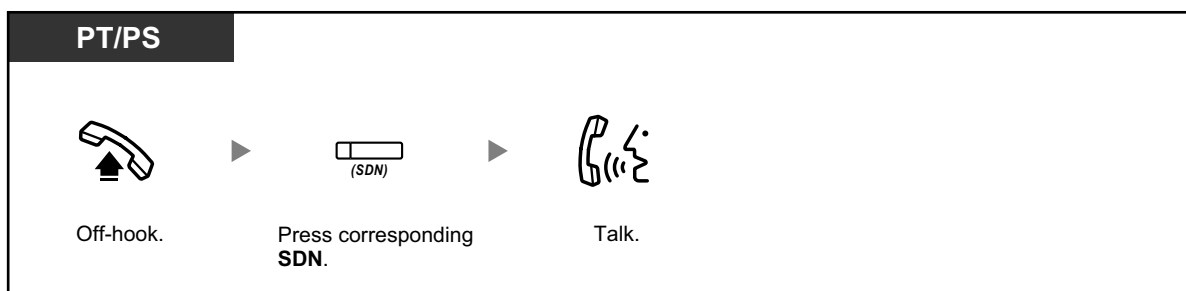 PT/PS
(SDN)
Off-hook.
Press corresponding
SDN.
Talk.